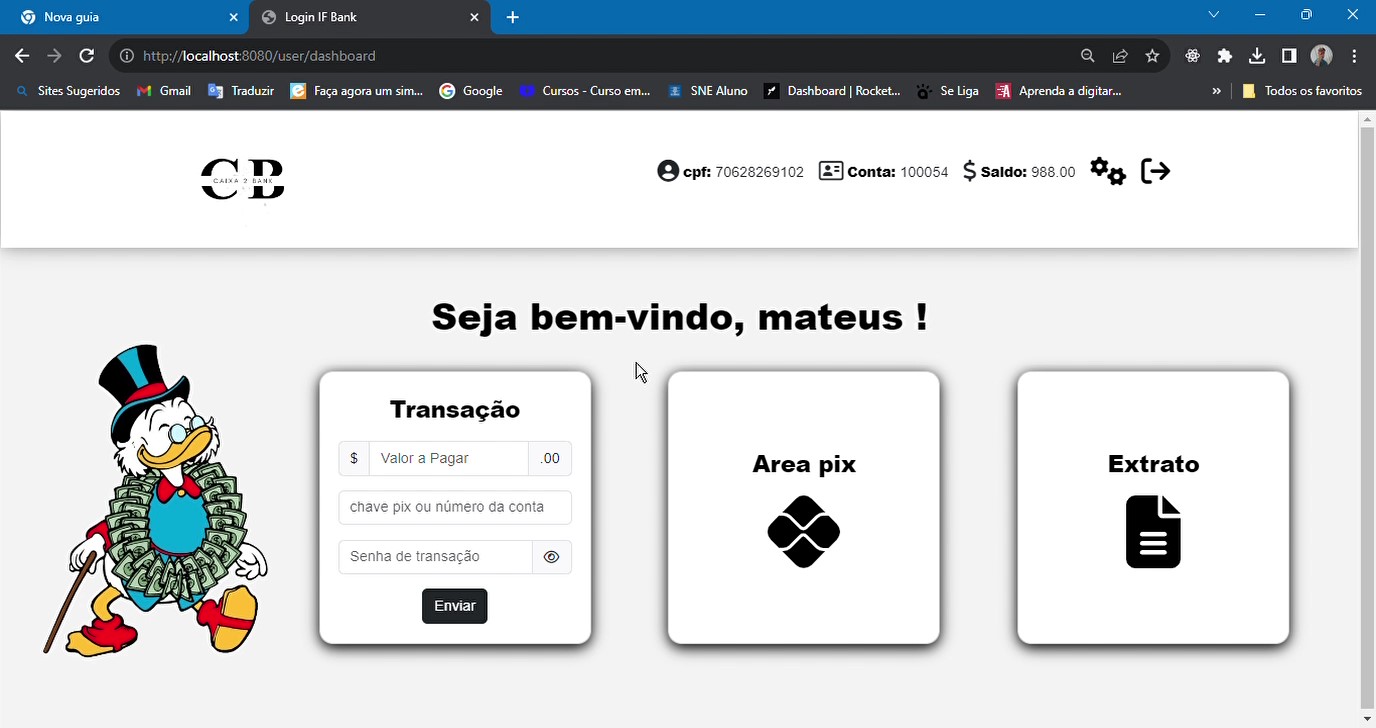 Nova guia
Login IF Bank
http://localhost:8080/user/dashboard
Sites Sugeridos Gmail Traduzir Faça agora um sim... Google Cursos - Curso em... SNE Aluno Dashboard | Rocket... Se Liga Aprenda a digitar... » Todos os favoritos
CB
CAIXA 2 BANK
cpf: 70628269102 Conta: 100054 $ Saldo: 988.00
Seja bem-vindo, mateus !
Transação
$ Valor a Pagar .00
chave pix ou número da conta
Senha de transação
Enviar
Area pix
Extrato